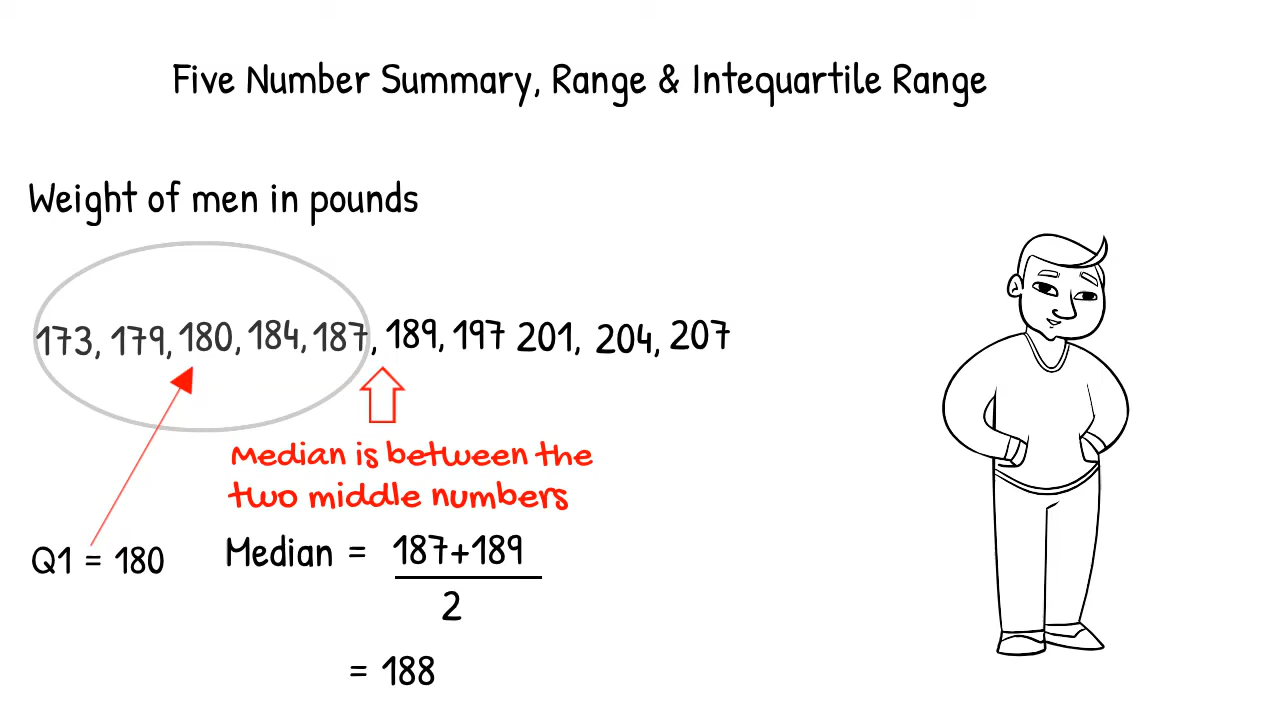 Five Number Summary, Range & Intequartile Range
Weight of men in pounds
173, 179, 180, 184, 187, 189, 197 201, 204, 207
Median is between the
two middle numbers
Q1 = 180
Median = 187+189
2
= 188